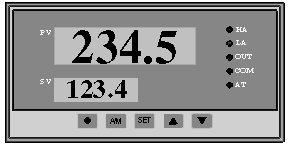 PV 234.5
SV 123.4
HA
LA
OUT
COM
AT
AM SET